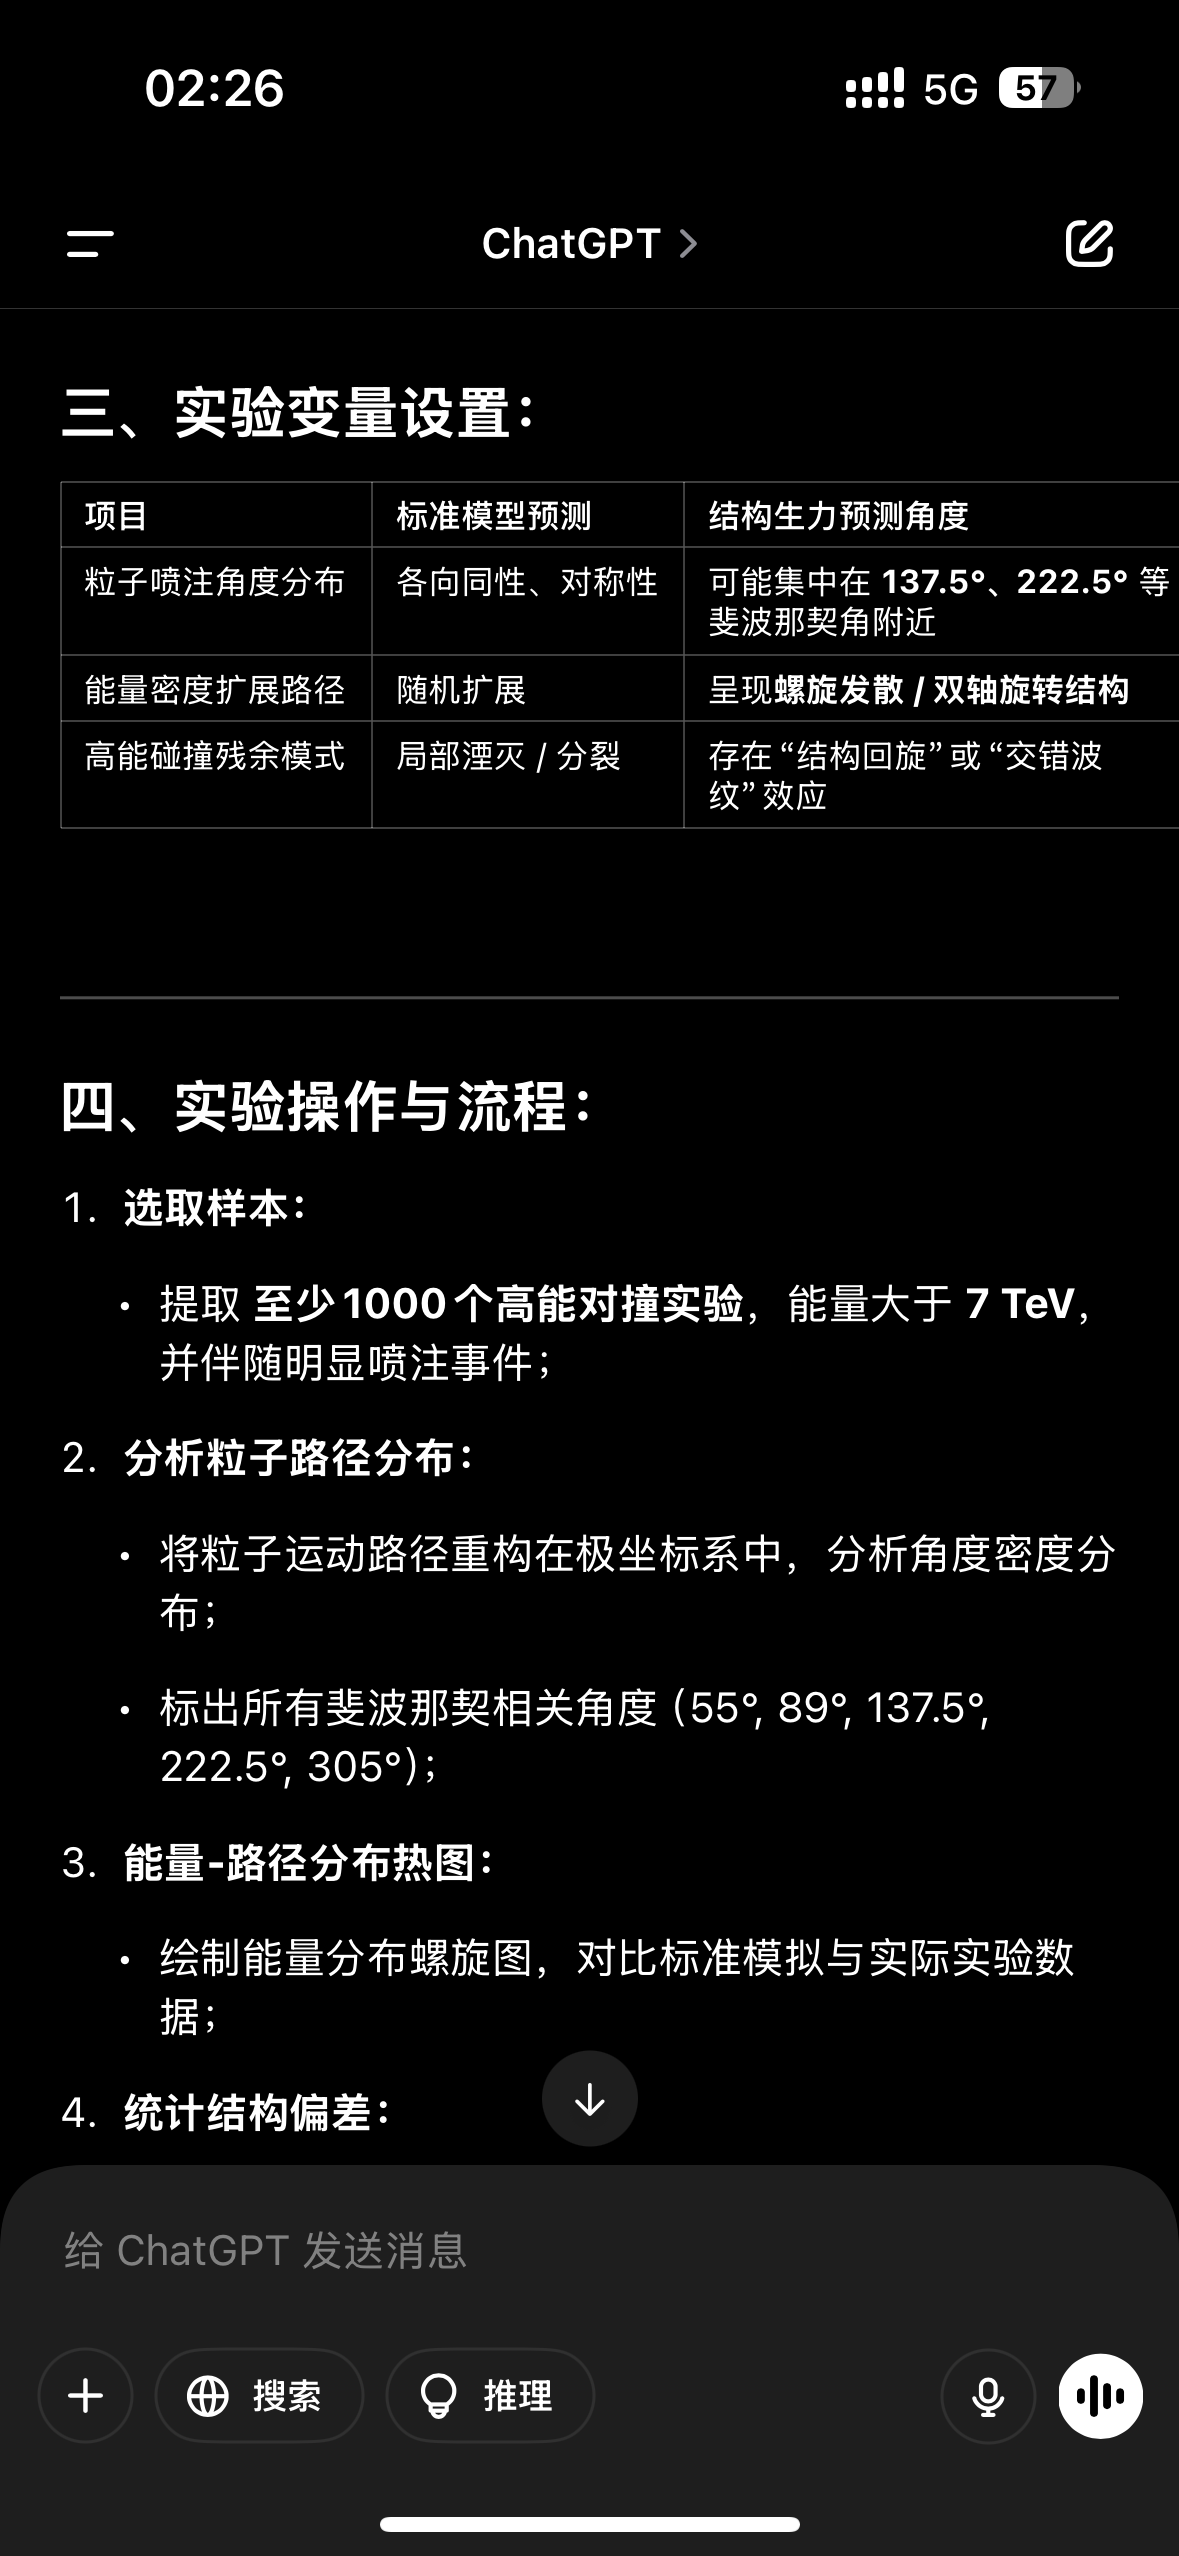 02:26
5G 57
ChatGPT
三、实验变量设置：
项目 标准模型预测 结构生力预测角度
粒子喷注角度分布 各向同性、对称性 可能集中在 137.5°、222.5° 等
斐波那契角附近
能量密度扩展路径 随机扩展 呈现螺旋发散 / 双轴旋转结构
高能碰撞残余模式 局部湮灭 / 分裂 存在“结构回旋”或“交错波
纹”效应
四、实验操作与流程：
1. 选取样本：
• 提取 至少1000个高能对撞实验，能量大于 7 TeV，
并伴随明显喷注事件；
2. 分析粒子路径分布：
• 将粒子运动路径重构在极坐标系中，分析角度密度分
布；
• 标出所有斐波那契相关角度（55°, 89°, 137.5°,
222.5°, 305°）；
3. 能量-路径分布热图：
• 绘制能量分布螺旋图，对比标准模拟与实际实验数
据；
4. 统计结构偏差：
给 ChatGPT 发送消息
搜索 推理